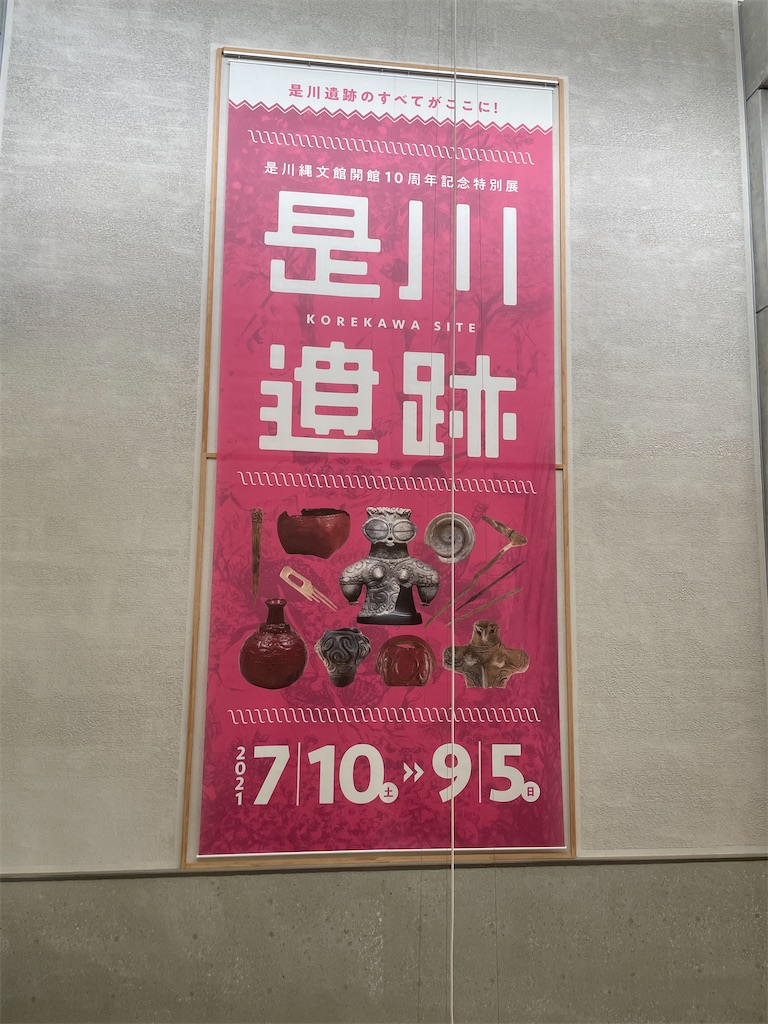 是川遺跡のすべてがここに!
是川縄文館開館10周年記念特別展
是川
KOREKAWA SITE
遺跡
2021 7|10土 » 9|5日